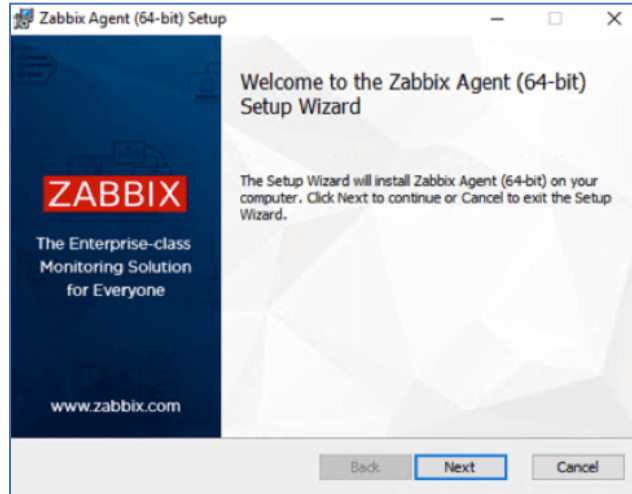 Zabbix Agent (64-bit) Setup
Welcome to the Zabbix Agent (64-bit)
Setup Wizard
The Setup Wizard will install Zabbix Agent (64-bit) on your
computer. Click Next to continue or Cancel to exit the Setup
Wizard.
ZABBIX
The Enterprise-class
Monitoring Solution
for Everyone
www.zabbix.com
Back Next Cancel